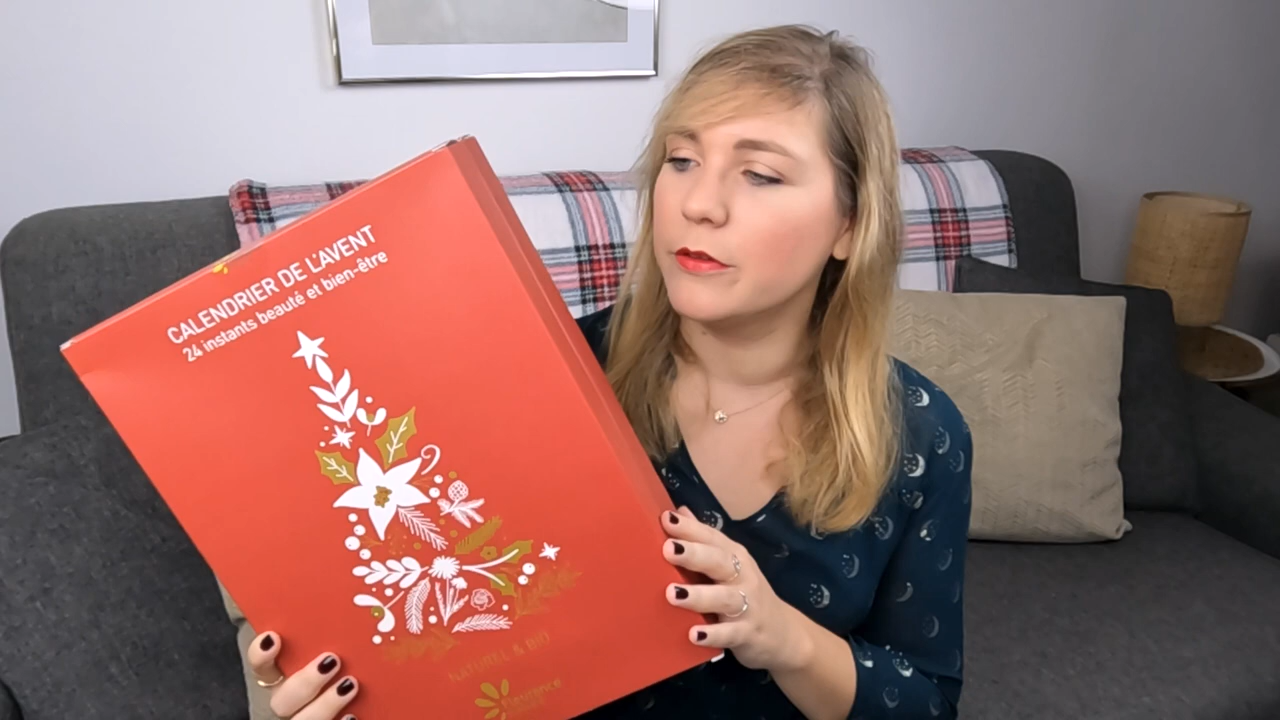 CALENDRIER DE L'AVENT
24 instants beauté et bien-être
NATUREL & BIO